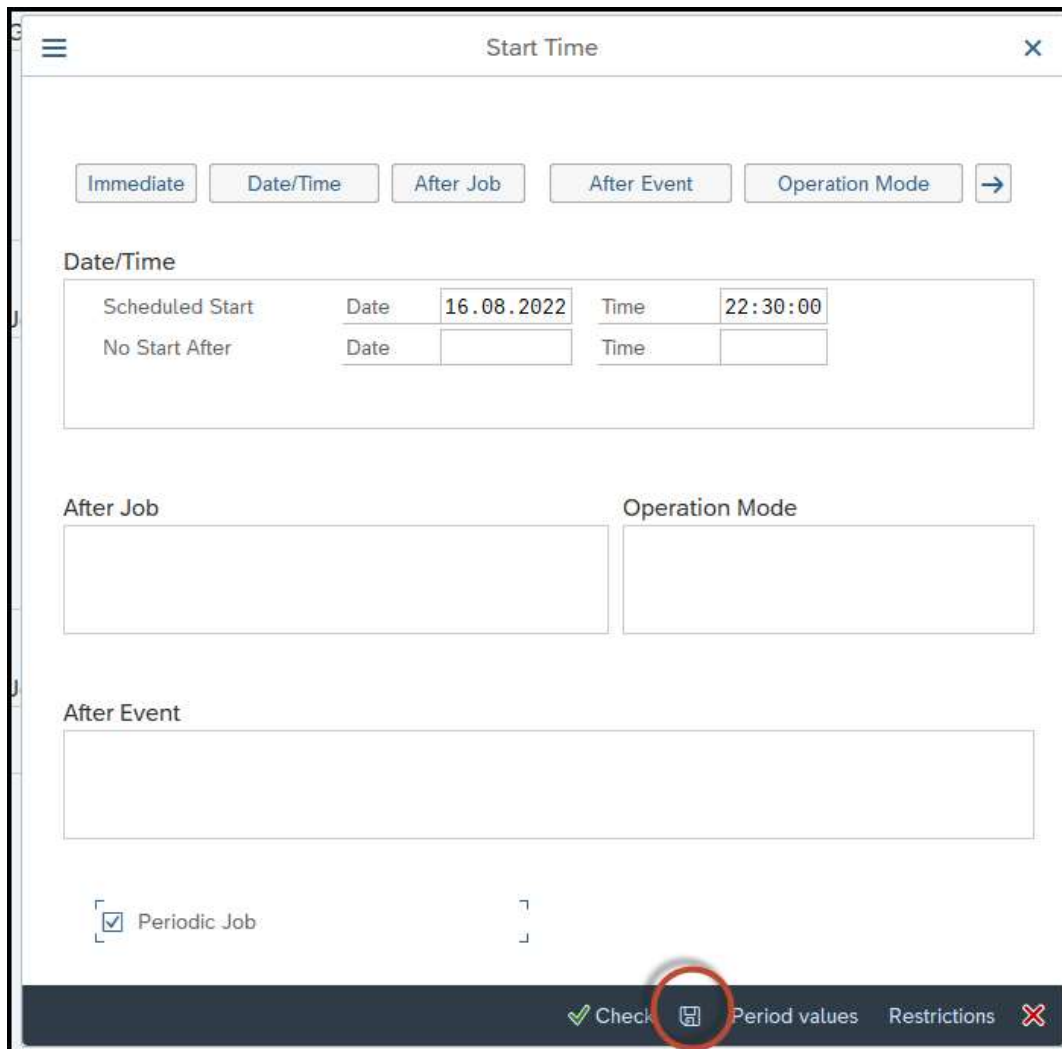 Start Time
Immediate Date/Time After Job After Event Operation Mode
Date/Time
Scheduled Start Date 16.08.2022 Time 22:30:00
No Start After Date Time
After Job Operation Mode
After Event
Periodic Job
Check Period values Restrictions